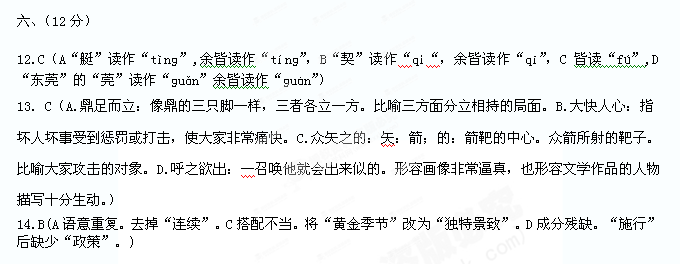 六、(12 分)
12.C（A“艇”读作“tǐng”,余皆读作“tíng”，B“契”读作“qì“，余皆读作“qí”，C 皆读“fú”,D
“东莞”的“莞”读作“guǎn”余皆读作“guān”）
13. C（A.鼎足而立：像鼎的三只脚一样，三者各立一方。比喻三方面分立相持的局面。B.大快人心：指
坏人坏事受到惩罚或打击，使大家非常痛快。C.众矢之的：矢：箭；的：箭靶的中心。众箭所射的靶子。
比喻大家攻击的对象。D.呼之欲出：一召唤他就会出来似的。形容画像非常逼真，也形容文学作品的人物
描写十分生动。）
14.B(A 语意重复。去掉“连续”。C 搭配不当。将“黄金季节”改为“独特景致”。D 成分残缺。“施行”
后缺少“政策”。)